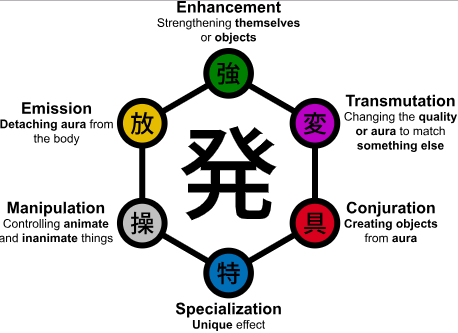 Enhancement
Strengthening themselves
or objects
強
Emission
Detaching aura from
the body
放
変
Transmutation
Changing the quality
or aura to match
something else
発
Manipulation
Controlling animate
and inanimate things
操
具
Conjuration
Creating objects
from aura
特
Specialization
Unique effect